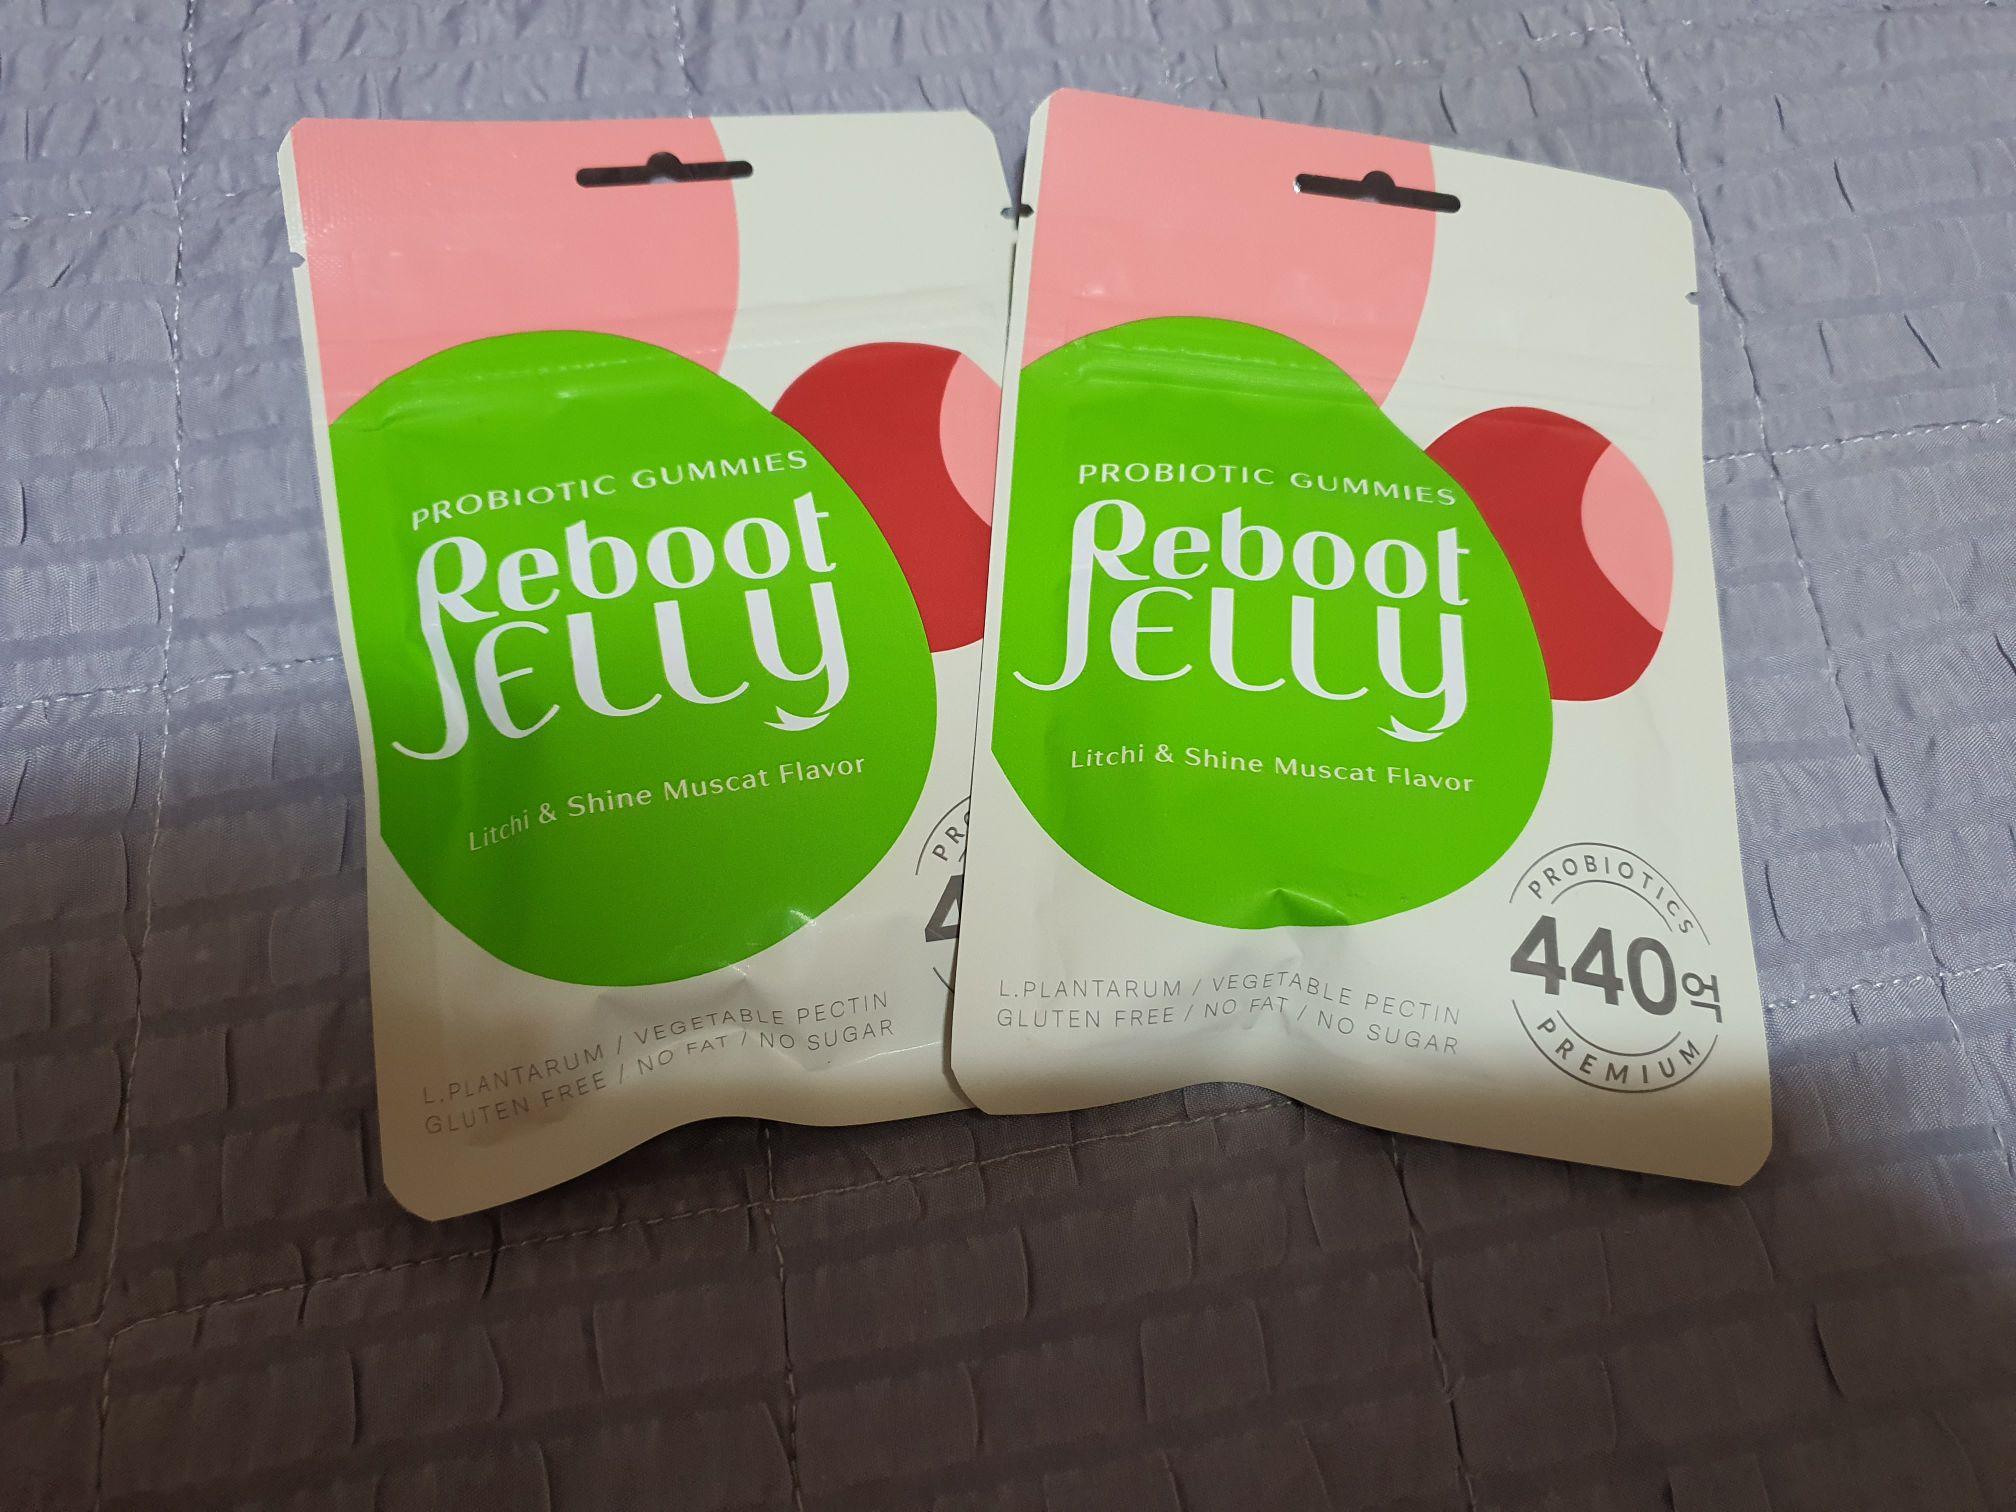 PROBIOTIC GUMMIES
Reboot
JELLY
Litchi & Shine Muscat Flavor
L.PLANTARUM / VEGETABLE PECTIN
GLUTEN FREE / NO FAT / NO SUGAR
PROBIOTIC GUMMIES
Reboot
JELLY
Litchi & Shine Muscat Flavor
L.PLANTARUM / VEGETABLE PECTIN
GLUTEN FREE / NO FAT / NO SUGAR
PROBIOTICS
440억
PREMIUM